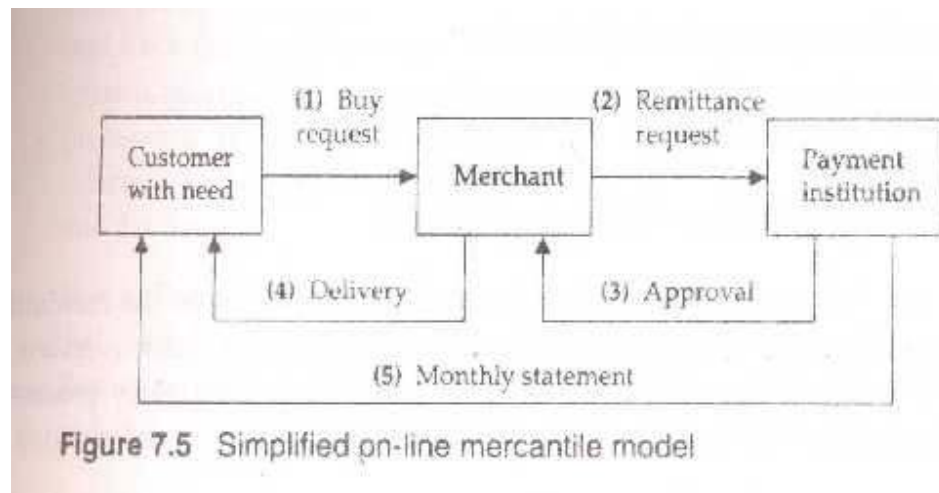 (1) Buy
request
(2) Remittance
request
Customer
with need
Merchant
Payment
institution
(4) Delivery
(3) Approval
(5) Monthly statement
Figure 7.5 Simplified on-line mercantile model